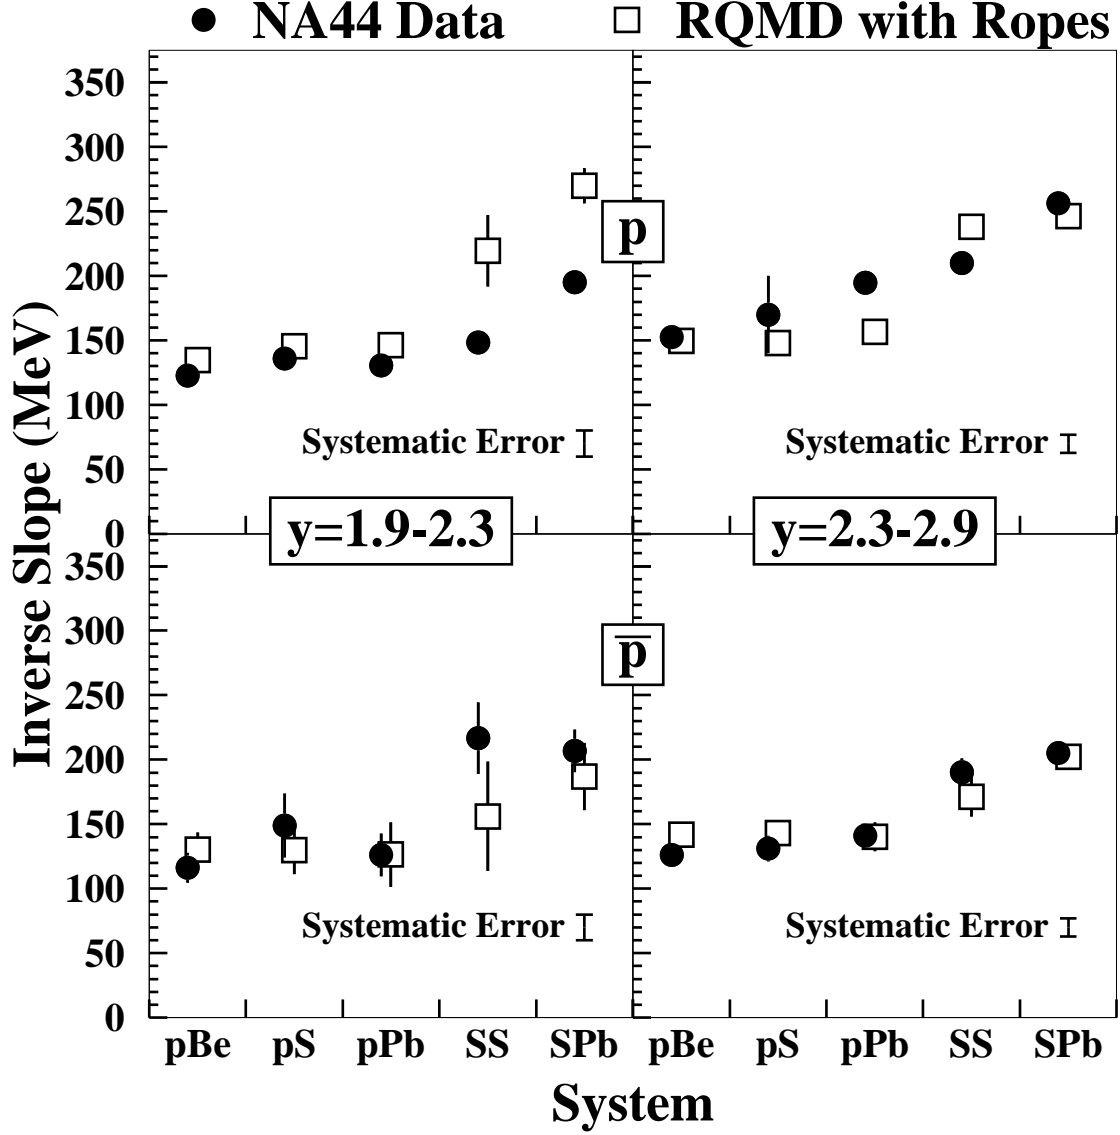 NA44 Data
RQMD with Ropes
Inverse Slope (MeV)
350
300
250
200
150
100
50
0
p
Systematic Error
Systematic Error
y=1.9-2.3
y=2.3-2.9
350
300
250
200
150
100
50
0
p̅
Systematic Error
Systematic Error
pBe pS pPb SS SPb pBe pS pPb SS SPb
System